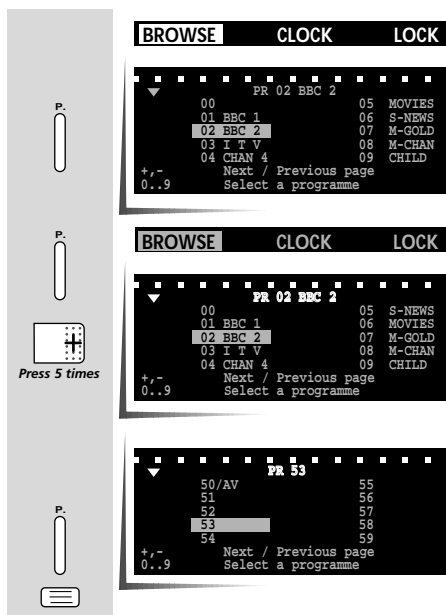 BROWSE CLOCK LOCK
P.
PR 02 BBC 2
00 05 MOVIES
01 BBC 1 06 S-NEWS
02 BBC 2 07 M-GOLD
03 I T V 08 M-CHAN
04 CHAN 4 09 CHILD
+,- Next / Previous page
0..9 Select a programme
P.
BROWSE CLOCK LOCK
PR 02 BBC 2
00 05 S-NEWS
01 BBC 1 06 MOVIES
02 BBC 2 07 M-GOLD
03 I T V 08 M-CHAN
04 CHAN 4 09 CHILD
+,- Next / Previous page
0..9 Select a programme
+
Press 5 times
PR 53
50/AV 55
51 56
52 57
53 58
54 59
+,- Next / Previous page
0..9 Select a programme
P.